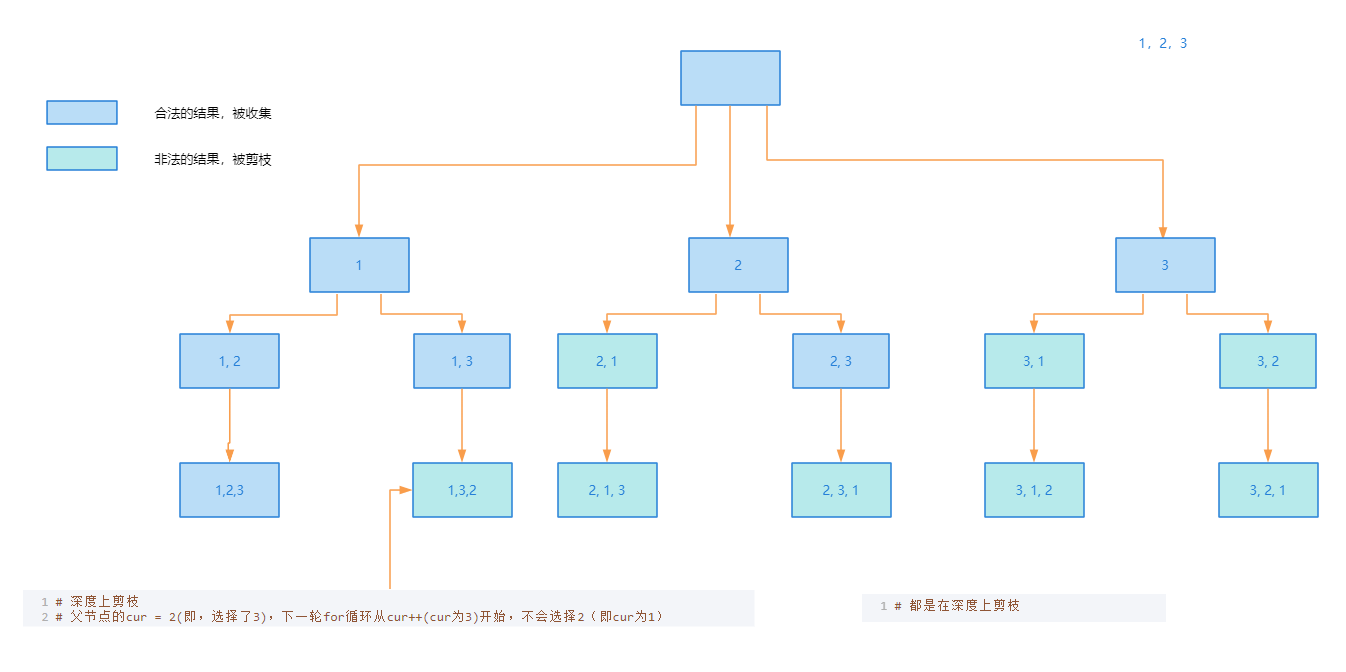 1, 2, 3
合法的结果，被收集
非法的结果，被剪枝
1
2
3
1, 2
1, 3
2, 1
2, 3
3, 1
3, 2
1,2,3
1,3,2
2, 1, 3
2, 3, 1
3, 1, 2
3, 2, 1
1 # 深度上剪枝
2 # 父节点的cur = 2(即，选择了3)，下一轮for循环从cur++(cur为3)开始，不会选择2（即cur为1）
1 # 都是在深度上剪枝